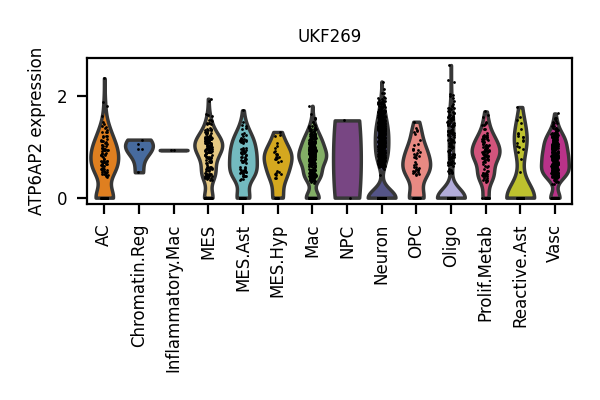 UKF269
ATP6AP2 expression
2
0
AC
Chromatin.Reg
Inflammatory.Mac
MES
MES.Ast
MES.Hyp
Mac
NPC
Neuron
OPC
Oligo
Prolif.Metab
Reactive.Ast
Vasc